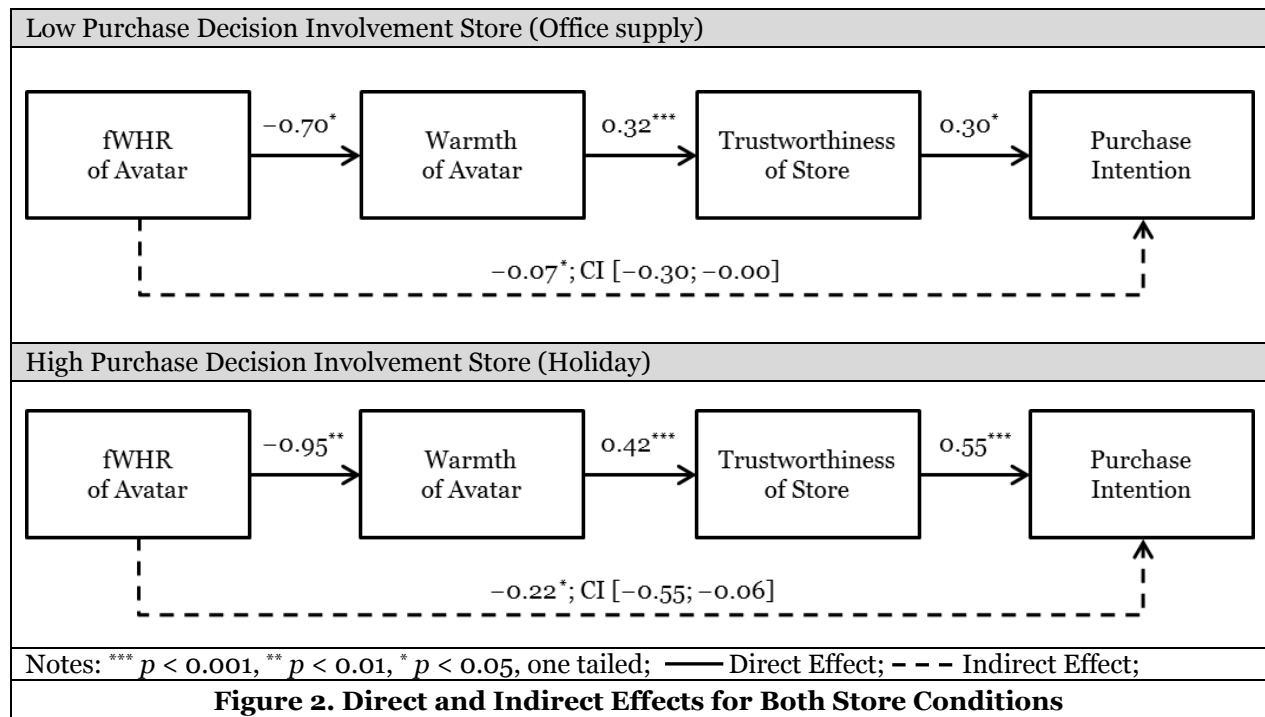 Low Purchase Decision Involvement Store (Office supply)
fWHR
of Avatar
−0.70*
Warmth
of Avatar
0.32***
Trustworthiness
of Store
0.30*
Purchase
Intention
−0.07*; CI [−0.30; −0.00]
High Purchase Decision Involvement Store (Holiday)
fWHR
of Avatar
−0.95**
Warmth
of Avatar
0.42***
Trustworthiness
of Store
0.55***
Purchase
Intention
−0.22*; CI [−0.55; −0.06]
Notes: *** p < 0.001, ** p < 0.01, * p < 0.05, one tailed; —— Direct Effect; – – – Indirect Effect;
Figure 2. Direct and Indirect Effects for Both Store Conditions